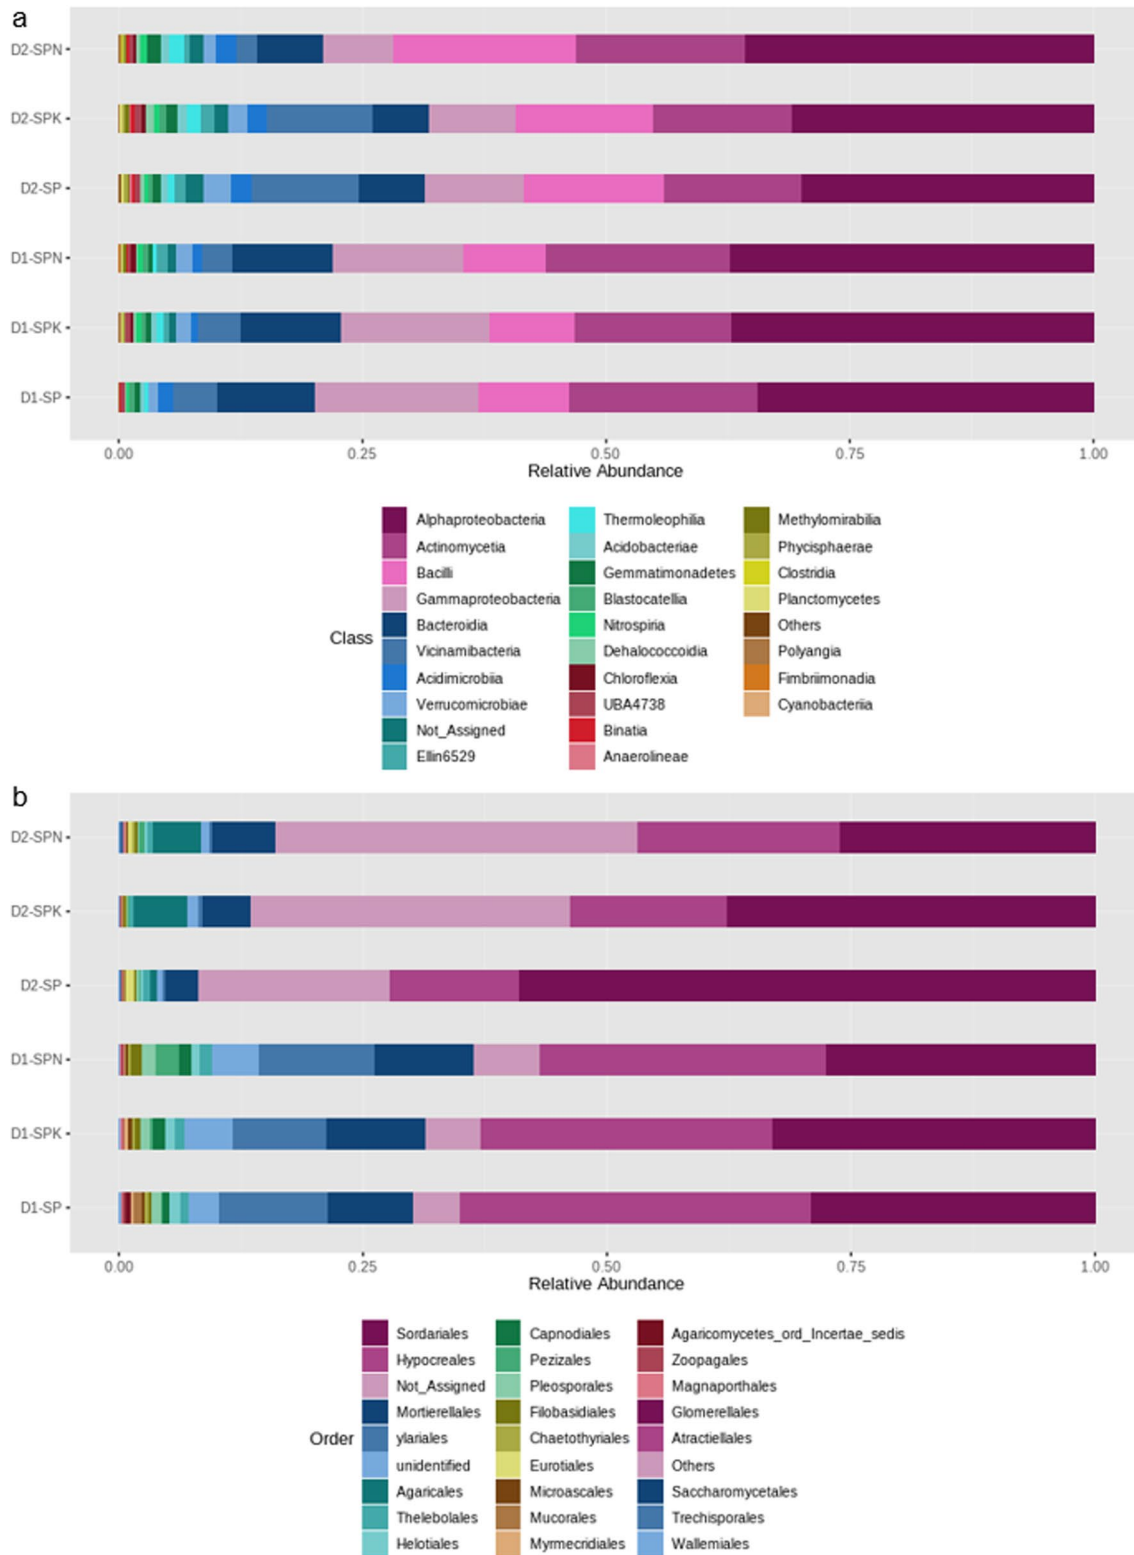 a
D2-SPN
D2-SPK
D2-SP
D1-SPN
D1-SPK
D1-SP
0.00 0.25 0.50 0.75 1.00
Relative Abundance
Class
Alphaproteobacteria Thermoleophilia Methylomirabilia
Actinomycetia Acidobacteriae Phycisphaerae
Bacilli Gemmatimonadetes Clostridia
Gammaproteobacteria Blastocatellia Planctomycetes
Bacteroidia Nitrospiria Others
Vicinamibacteria Dehalococcoidia Polyangia
Acidimicrobiia Chloroflexia Fimbriimonadia
Verrucomicrobiae UBA4738 Cyanobacteriia
Not_Assigned Binatia
Ellin6529 Anaerolineae
b
D2-SPN
D2-SPK
D2-SP
D1-SPN
D1-SPK
D1-SP
0.00 0.25 0.50 0.75 1.00
Relative Abundance
Order
Sordariales Capnodiales Agaricomycetes_ord_Incertae_sedis
Hypocreales Pezizales Zoopagales
Not_Assigned Pleosporales Magnaporthales
Mortierellales Filobasidiales Glomerellales
ylariales Chaetothyriales Atractiellales
unidentified Eurotiales Others
Agaricales Microascales Saccharomycetales
Thelebolales Mucorales Trechisporales
Helotiales Myrmecridiales Wallemiales